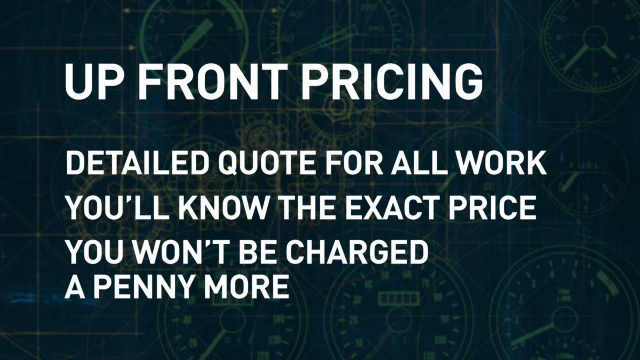 UP FRONT PRICING
DETAILED QUOTE FOR ALL WORK
YOU'LL KNOW THE EXACT PRICE
YOU WON'T BE CHARGED
A PENNY MORE